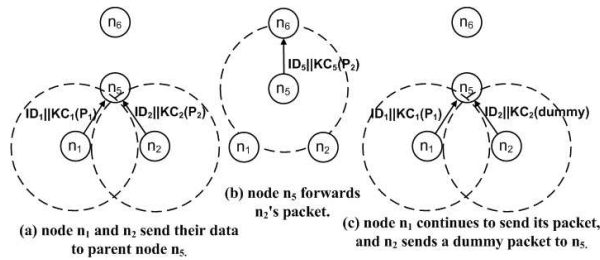 n₆
n₅
ID₁||KC₁(P₁)
ID₂||KC₂(P₂)
n₁
n₂
(a) node n₁ and n₂ send their data
to parent node n₅.
n₆
ID₅||KC₅(P₂)
n₅
n₁
n₂
(b) node n₅ forwards
n₂'s packet.
n₆
n₅
ID₁||KC₁(P₁)
ID₂||KC₂(dummy)
n₁
n₂
(c) node n₁ continues to send its packet,
and n₂ sends a dummy packet to n₅.